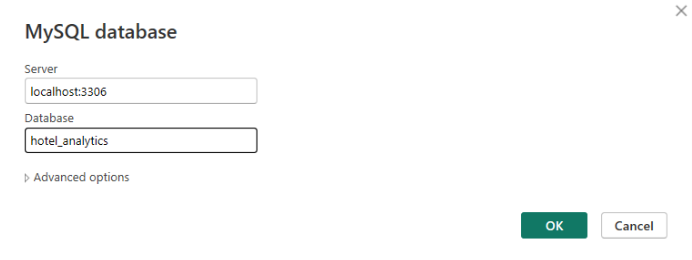 MySQL database
Server
localhost:3306
Database
hotel_analytics
Advanced options
OK Cancel